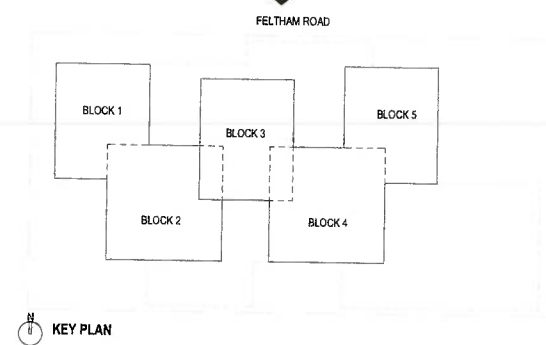 FELTHAM ROAD
BLOCK 1
BLOCK 5
BLOCK 3
BLOCK 2
BLOCK 4
N
KEY PLAN